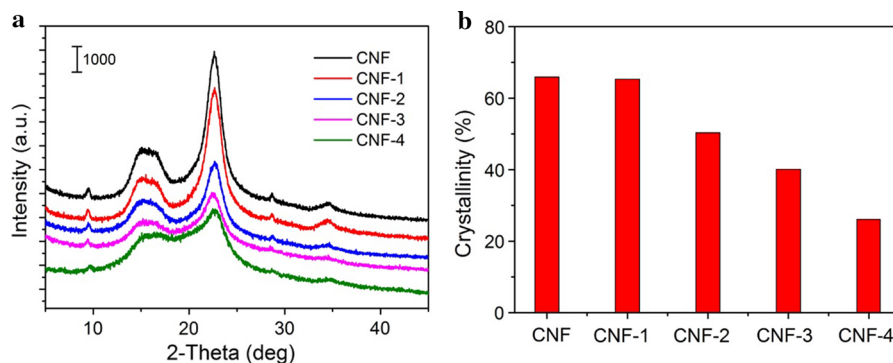 a
1000
CNF
CNF-1
CNF-2
CNF-3
CNF-4
Intensity (a.u.)
10 20 30 40
2-Theta (deg)
b
80
60
40
20
0
Crystallinity (%)
CNF CNF-1 CNF-2 CNF-3 CNF-4